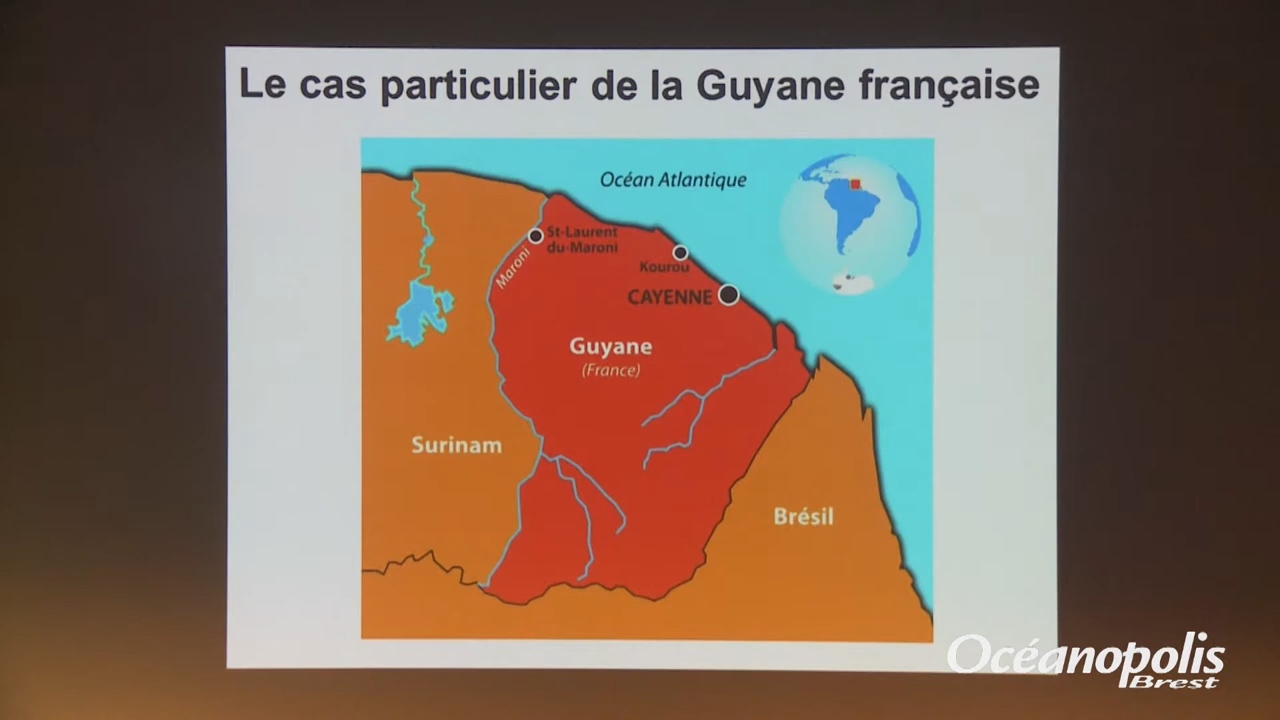 Le cas particulier de la Guyane française
Océan Atlantique
St-Laurent
du-Maroni
Maroni
Kourou
CAYENNE
Guyane
(France)
Surinam
Brésil
Océanopolis
Brest